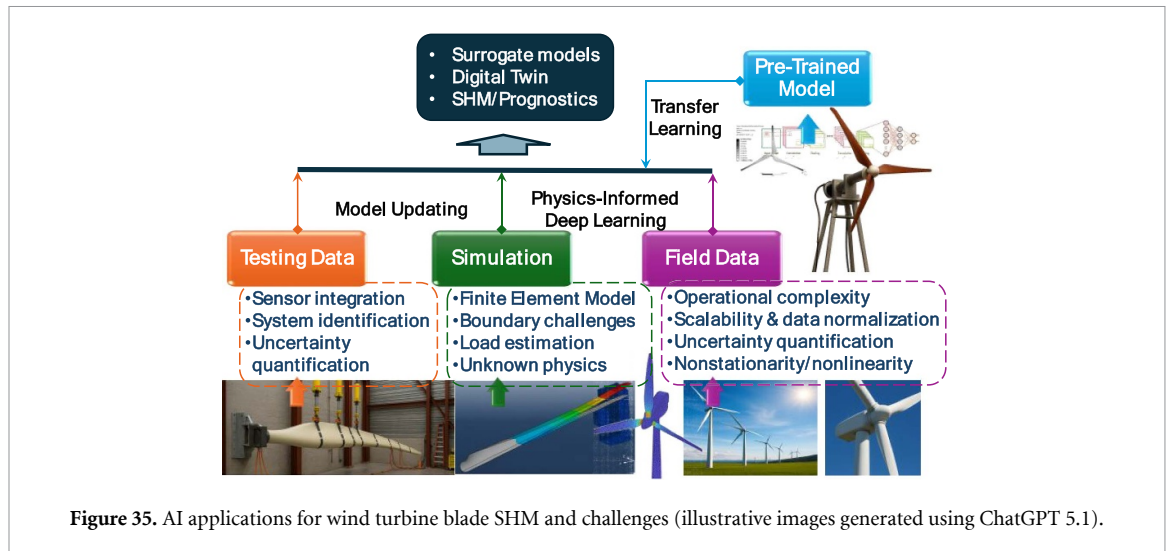 • Surrogate models
• Digital Twin
• SHM/Prognostics
Pre-Trained
Model
Transfer
Learning
Model Updating
Physics-Informed
Deep Learning
Testing Data
Simulation
Field Data
•Sensor integration
•System identification
•Uncertainty
quantification
•Finite Element Model
•Boundary challenges
•Load estimation
•Unknown physics
•Operational complexity
•Scalability & data normalization
•Uncertainty quantification
•Nonstationarity/nonlinearity
Figure 35. AI applications for wind turbine blade SHM and challenges (illustrative images generated using ChatGPT 5.1).